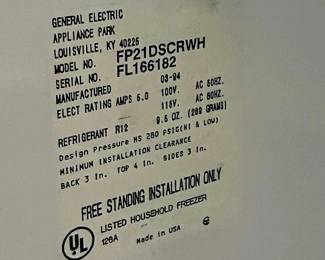 GENERAL ELECTRIC
APPLIANCE PARK
LOUISVILLE, KY 40225
MODEL NO. FP21DSCRWH
SERIAL NO. FL166182
MANUFACTURED 03-94
ELECT RATING AMPS 5.0 100V. AC 50HZ.
115V. AC 60HZ.
REFRIGERANT R12 9.5 OZ. (269 GRAMS)
Design Pressure HS 280 PSIG(HI & LOW)
MINIMUM INSTALLATION CLEARANCE
BACK 3 In. TOP 4 In. SIDES 3 In.
FREE STANDING INSTALLATION ONLY
UL LISTED HOUSEHOLD FREEZER
126A Made in USA